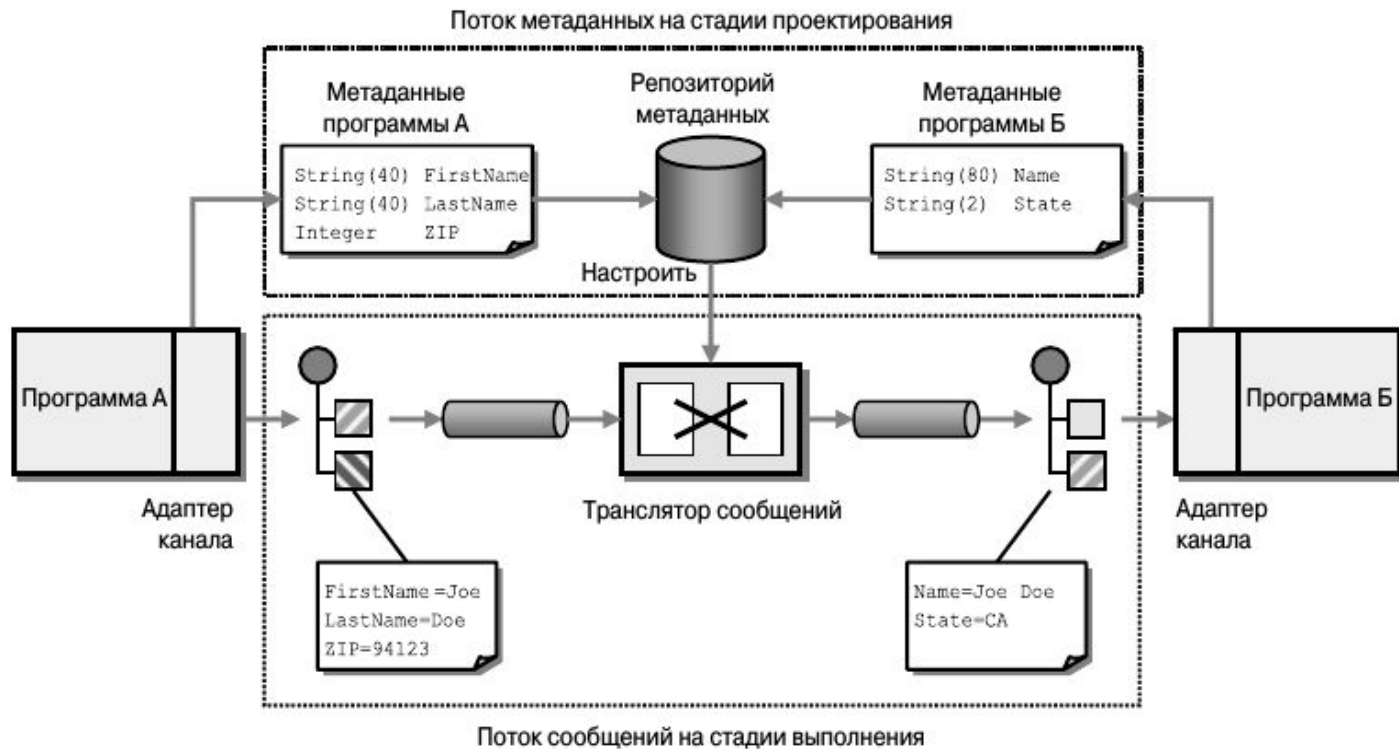 Поток метаданных на стадии проектирования
Метаданные
программы А
Репозиторий
метаданных
Метаданные
программы Б
String(40) FirstName
String(40) LastName
Integer ZIP
String(80) Name
String(2) State
Настроить
Программа А
Программа Б
Адаптер
канала
Транслятор сообщений
Адаптер
канала
FirstName=Joe
LastName=Doe
ZIP=94123
Name=Joe Doe
State=CA
Поток сообщений на стадии выполнения